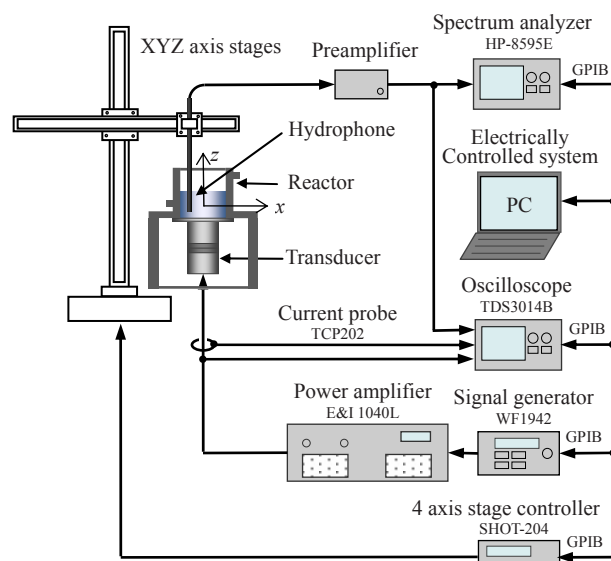 Spectrum analyzer
HP-8595E
XYZ axis stages
Preamplifier
GPIB
Hydrophone
z
Electrically
Controlled system
Reactor
x
PC
Transducer
Oscilloscope
TDS3014B
Current probe
TCP202
GPIB
Power amplifier
E&I 1040L
Signal generator
WF1942
GPIB
4 axis stage controller
SHOT-204
GPIB